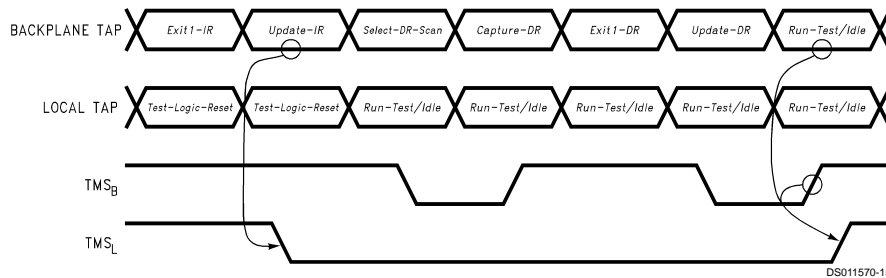 BACKPLANE TAP Exit1-IR Update-IR Select-DR-Scan Capture-DR Exit1-DR Update-DR Run-Test/Idle
LOCAL TAP Test-Logic-Reset Test-Logic-Reset Run-Test/Idle Run-Test/Idle Run-Test/Idle Run-Test/Idle Run-Test/Idle
TMSB
TMSL